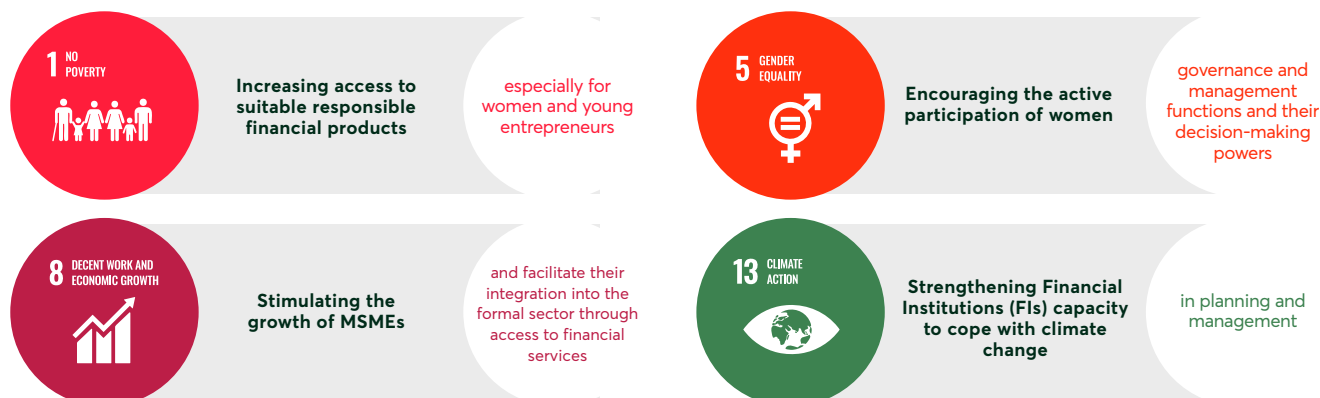 1 NO
POVERTY
Increasing access to
suitable responsible
financial products
especially for
women and young
entrepreneurs
5 GENDER
EQUALITY
Encouraging the active
participation of women
governance and
management
functions and their
decision-making
powers
8 DECENT WORK AND
ECONOMIC GROWTH
Stimulating the
growth of MSMEs
and facilitate their
integration into the
formal sector through
access to financial
services
13 CLIMATE
ACTION
Strengthening Financial
Institutions (FIs) capacity
to cope with climate
change
in planning and
management